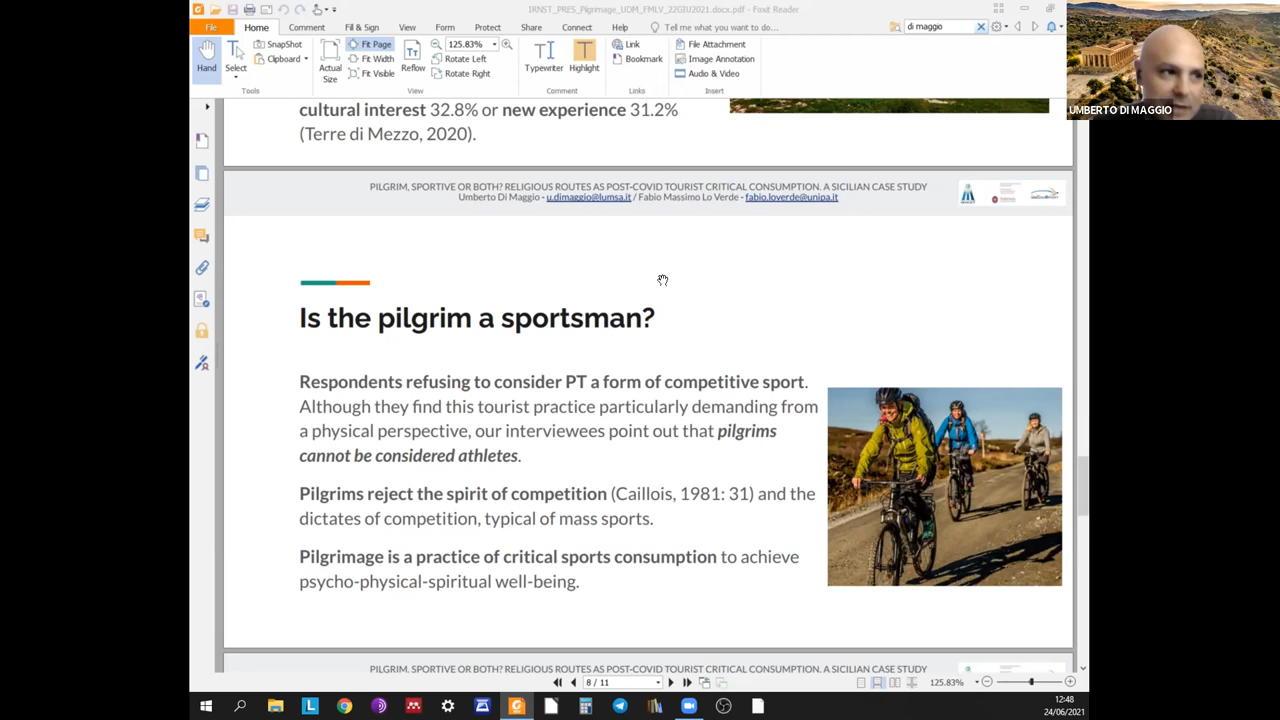 IRNST_PRES_Pilgrimage_UDM_FMLV_22GIU2021.docx.pdf - Foxit Reader
File Home Comment Fill & Sign View Form Protect Share Connect Help Tell me what you want to do... di maggio
Hand
Select
SnapShot
Clipboard
Tools
Actual Size
Fit Page
Fit Width
Fit Visible
Reflow
125.83%
Rotate Left
Rotate Right
View
Typewriter
Highlight
Comment
Link
Bookmark
Links
File Attachment
Image Annotation
Audio & Video
Insert
UMBERTO DI MAGGIO
cultural interest 32.8% or new experience 31.2%
(Terre di Mezzo, 2020).
PILGRIM, SPORTIVE OR BOTH? RELIGIOUS ROUTES AS POST-COVID TOURIST CRITICAL CONSUMPTION. A SICILIAN CASE STUDY
Umberto Di Maggio - u.dimaggio@lumsa.it / Fabio Massimo Lo Verde - fabio.loverde@unipa.it
Is the pilgrim a sportsman?
Respondents refusing to consider PT a form of competitive sport.
Although they find this tourist practice particularly demanding from
a physical perspective, our interviewees point out that pilgrims
cannot be considered athletes.
Pilgrims reject the spirit of competition (Caillois, 1981: 31) and the
dictates of competition, typical of mass sports.
Pilgrimage is a practice of critical sports consumption to achieve
psycho-physical-spiritual well-being.
PILGRIM, SPORTIVE OR BOTH? RELIGIOUS ROUTES AS POST-COVID TOURIST CRITICAL CONSUMPTION. A SICILIAN CASE STUDY
8 / 11
125.83%
12:48
24/06/2021